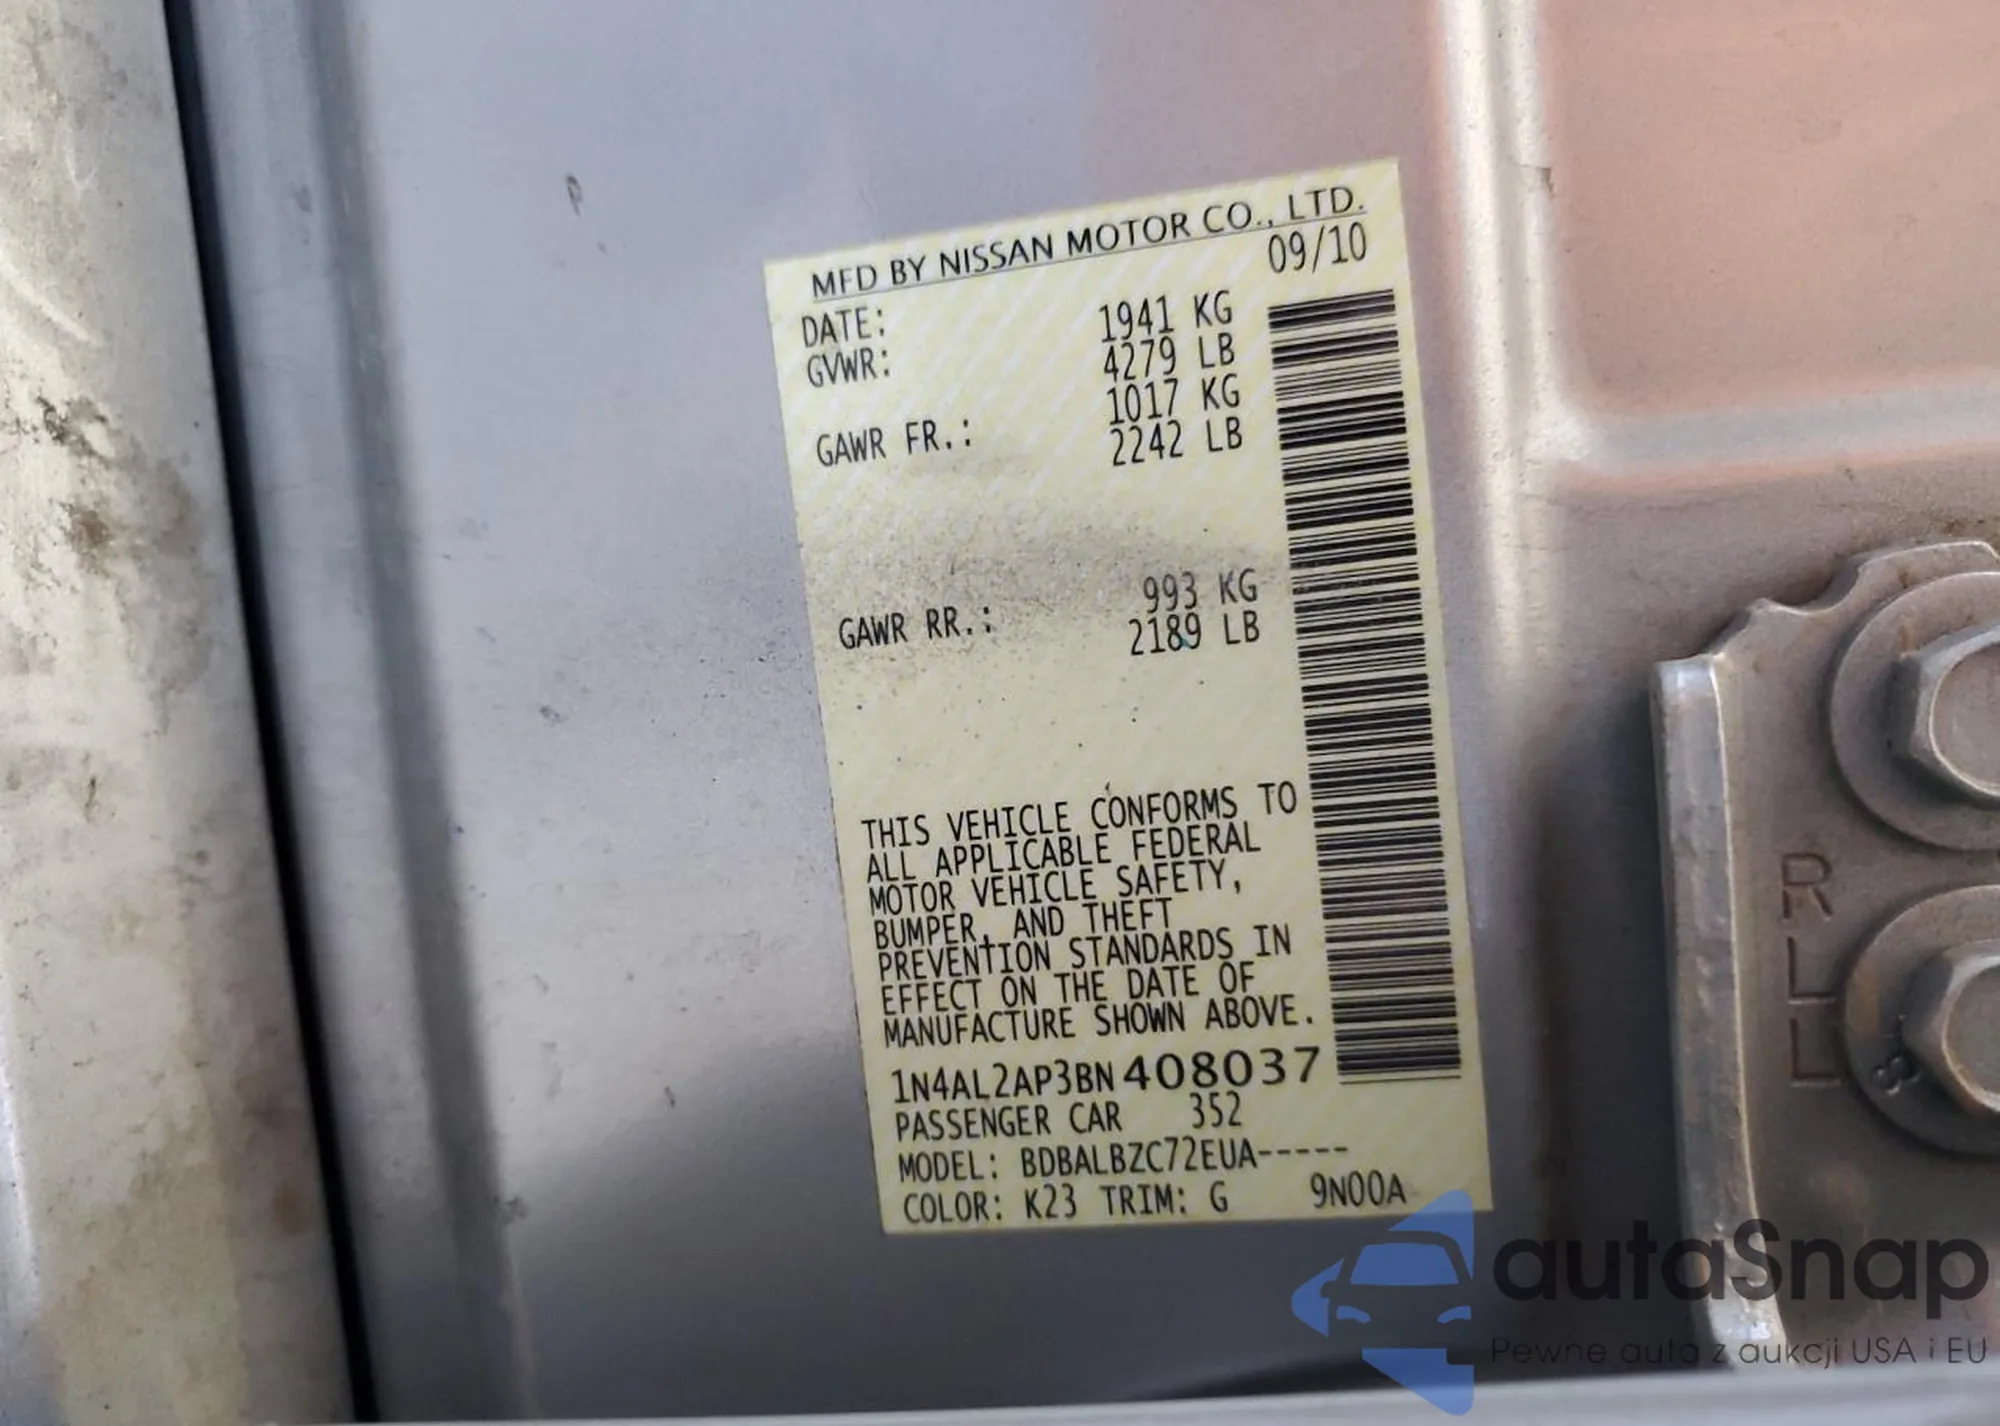 MFD BY NISSAN MOTOR CO., LTD.
DATE: 09/10
GVWR: 1941 KG
4279 LB
GAWR FR.: 1017 KG
2242 LB
GAWR RR.: 993 KG
2189 LB
THIS VEHICLE CONFORMS TO
ALL APPLICABLE FEDERAL
MOTOR VEHICLE SAFETY,
BUMPER, AND THEFT
PREVENTION STANDARDS IN
EFFECT ON THE DATE OF
MANUFACTURE SHOWN ABOVE.
1N4AL2AP3BN408037
PASSENGER CAR 352
MODEL: BDBALBZC72EUA-----
COLOR: K23 TRIM: G 9N00A
R
L
L
8
autaSnap
Pewne auta z aukcji USA i EU